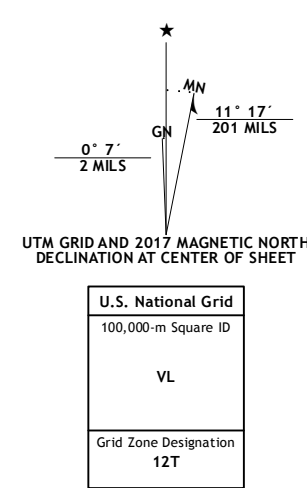 MN
GN
11° 17´
201 MILS
0° 7´
2 MILS
UTM GRID AND 2017 MAGNETIC NORTH
DECLINATION AT CENTER OF SHEET
U.S. National Grid
100,000-m Square ID
VL
Grid Zone Designation
12T